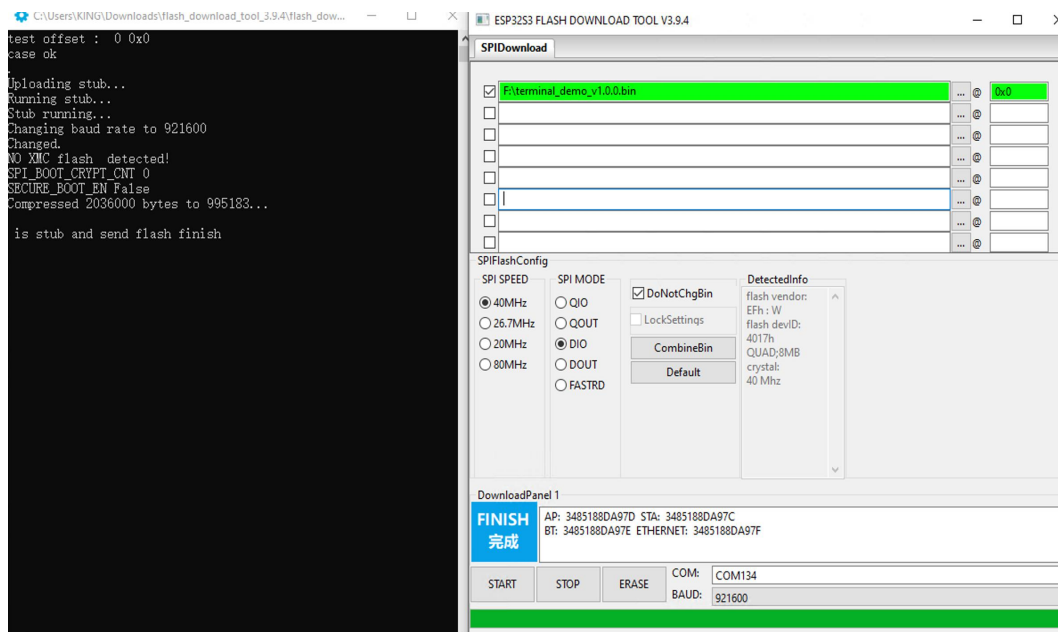 C:\Users\KING\Downloads\flash_download_tool_3.9.4\flash_dow...
test offset :  0 0x0
case ok
.
Uploading stub...
Running stub...
Stub running...
Changing baud rate to 921600
Changed.
NO XMC flash  detected!
SPI_BOOT_CRYPT_CNT 0
SECURE_BOOT_EN False
Compressed 2036000 bytes to 995183...
is stub and send flash finish
ESP32S3 FLASH DOWNLOAD TOOL V3.9.4
SPIDownload
F:\terminal_demo_v1.0.0.bin ... @ 0x0
... @
... @
... @
... @
... @
... @
... @
SPIFlashConfig
SPI SPEED
40MHz
26.7MHz
20MHz
80MHz
SPI MODE
QIO
QOUT
DIO
DOUT
FASTRD
DoNotChgBin
LockSettings
CombineBin
Default
DetectedInfo
flash vendor:
EFh : W
flash devID:
4017h
QUAD;8MB
crystal:
40 Mhz
DownloadPanel 1
FINISH
完成
AP: 3485188DA97D STA: 3485188DA97C
BT: 3485188DA97E ETHERNET: 3485188DA97F
START
STOP
ERASE
COM: COM134
BAUD: 921600